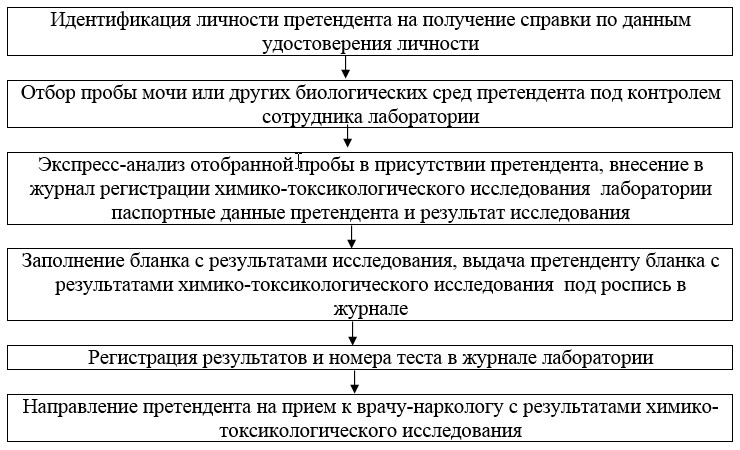 Идентификация личности претендента на получение справки по данным
удостоверения личности
Отбор пробы мочи или других биологических сред претендента под контролем
сотрудника лаборатории
Экспресс-анализ отобранной пробы в присутствии претендента, внесение в
журнал регистрации химико-токсикологического исследования лаборатории
паспортные данные претендента и результат исследования
Заполнение бланка с результатами исследования, выдача претенденту бланка с
результатами химико-токсикологического исследования под роспись в
журнале
Регистрация результатов и номера теста в журнале лаборатории
Направление претендента на прием к врачу-наркологу с результатами химико-
токсикологического исследования